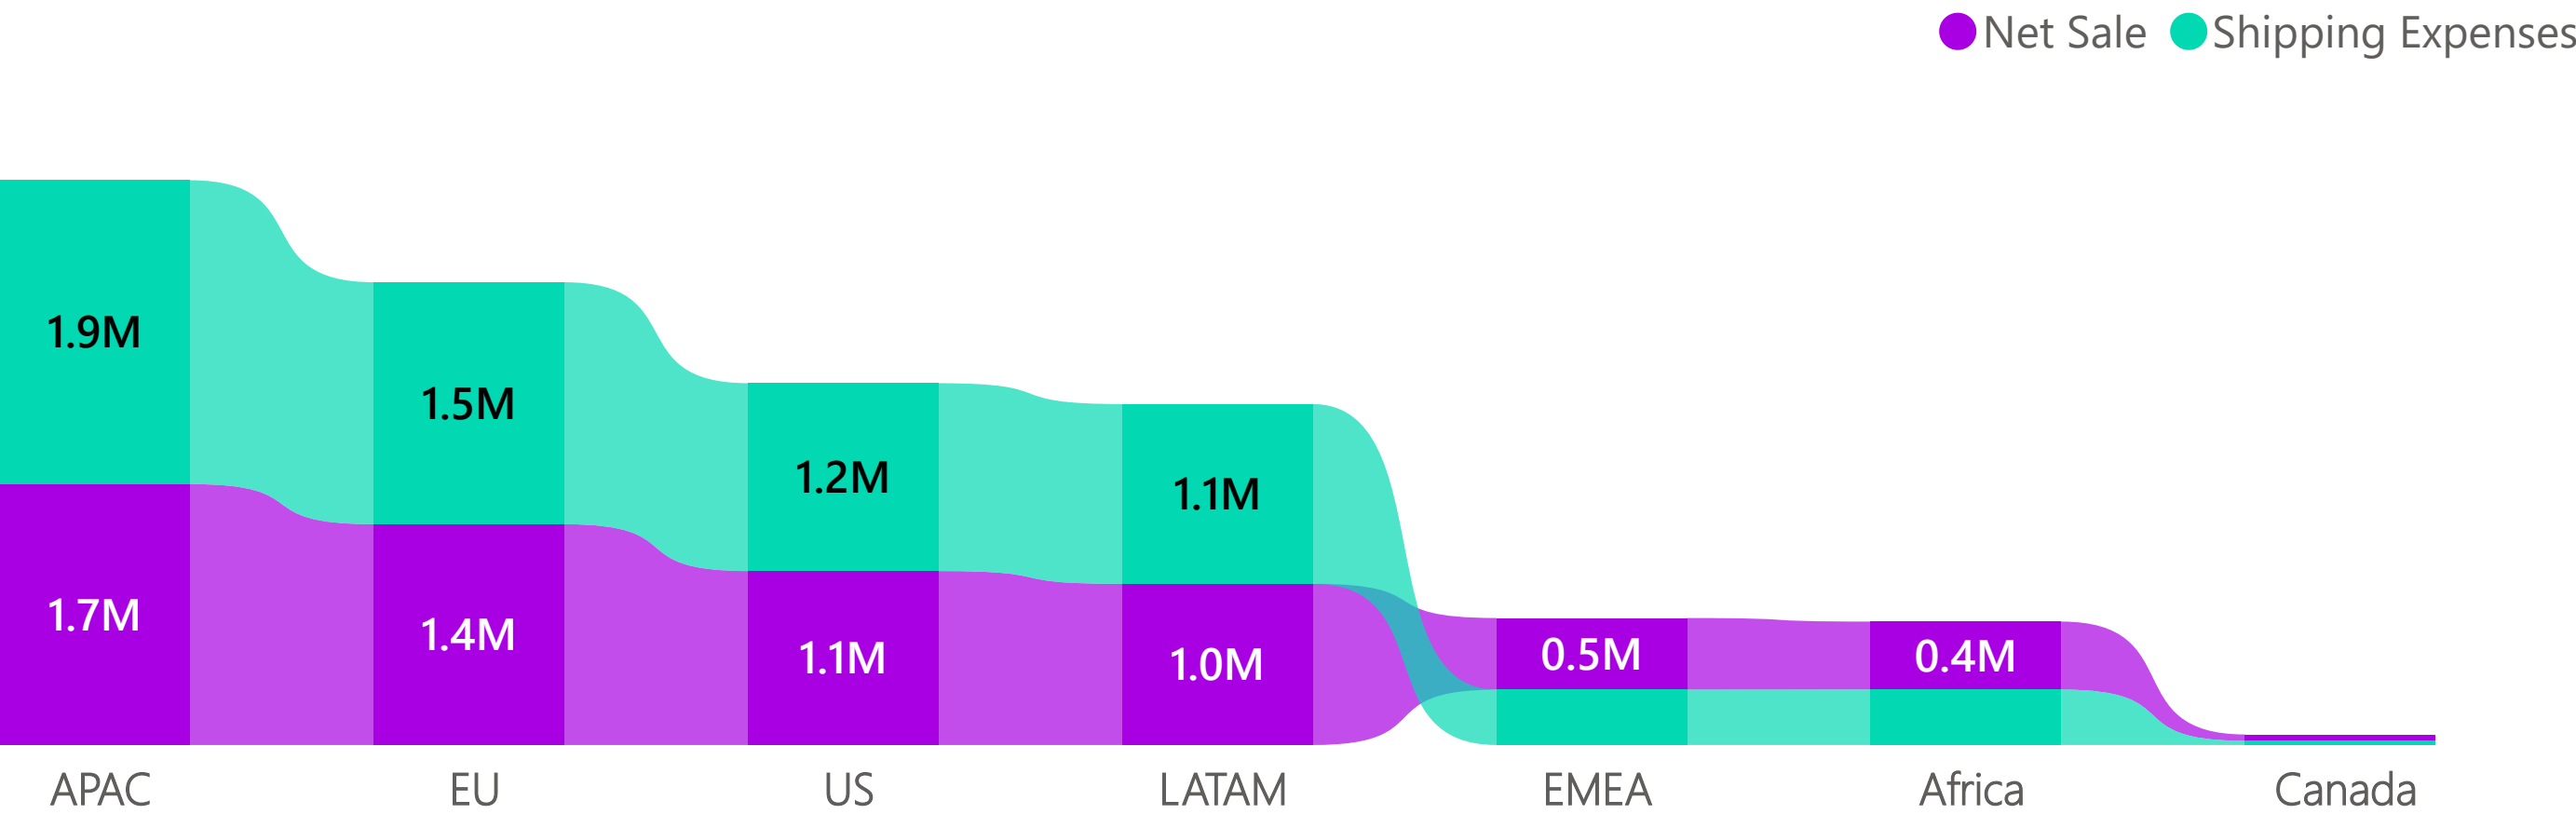 Net Sale Shipping Expenses
1.9M 1.5M 1.2M 1.1M
1.7M 1.4M 1.1M 1.0M 0.5M 0.4M
APAC EU US LATAM EMEA Africa Canada